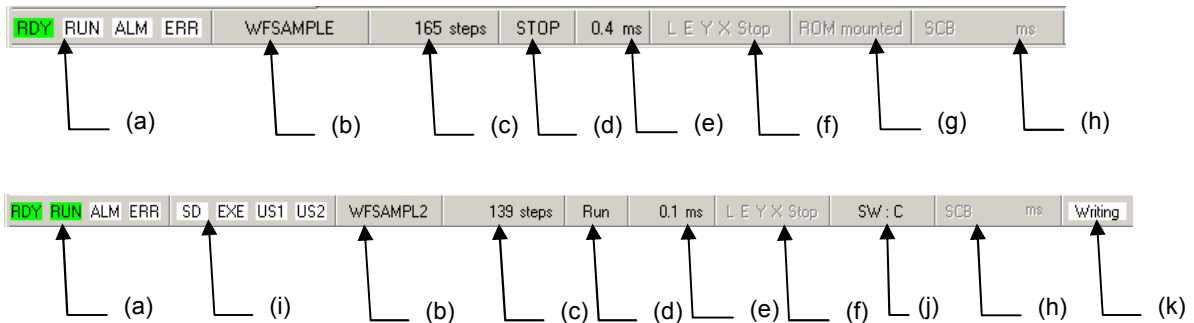 RDY RUN ALM ERR WFSAMPLE 165 steps STOP 0.4 ms L E Y X Stop ROM mounted SCB ms
(a) (b) (c) (d) (e) (f) (g) (h)
RDY RUN ALM ERR SD EXE US1 US2 WFSAMPL2 139 steps Run 0.1 ms L E Y X Stop SW : C SCB ms Writing
(a) (i) (b) (c) (d) (e) (f) (j) (h) (k)